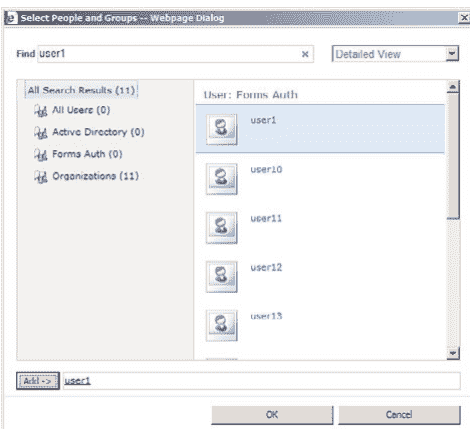 Select People and Groups -- Webpage Dialog
Find user1
Detailed View
All Search Results (11)
All Users (0)
Active Directory (0)
Forms Auth (0)
Organizations (11)
User: Forms Auth
user1
user10
user11
user12
user13
Add -> user1
OK
Cancel